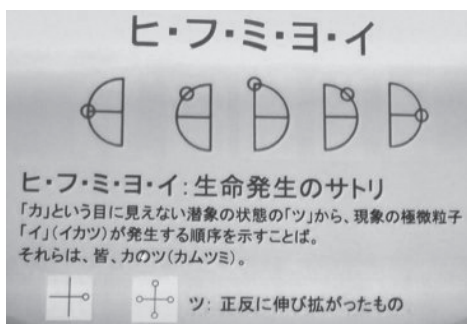 ヒ・フ・ミ・ヨ・イ
ヒ・フ・ミ・ヨ・イ:生命発生のサトリ
「カ」という目に見えない潜象の状態の「ツ」から、現象の極微粒子
「イ」(イカツ)が発生する順序を示すことば。
それらは、皆、カのツ(カムツミ)。
ツ: 正反に伸び拡がったもの